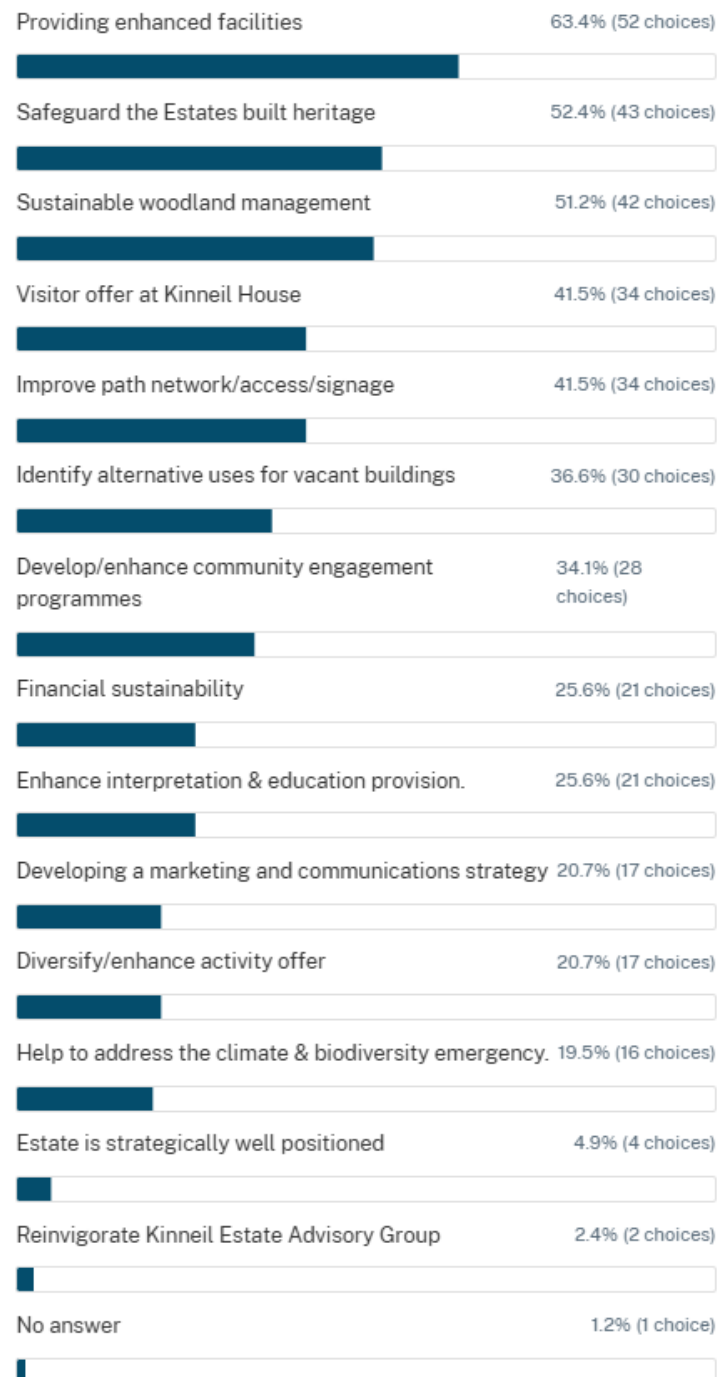 Providing enhanced facilities 63.4% (52 choices)
Safeguard the Estates built heritage 52.4% (43 choices)
Sustainable woodland management 51.2% (42 choices)
Visitor offer at Kinneil House 41.5% (34 choices)
Improve path network/access/signage 41.5% (34 choices)
Identify alternative uses for vacant buildings 36.6% (30 choices)
Develop/enhance community engagement 34.1% (28
programmes choices)
Financial sustainability 25.6% (21 choices)
Enhance interpretation & education provision. 25.6% (21 choices)
Developing a marketing and communications strategy 20.7% (17 choices)
Diversify/enhance activity offer 20.7% (17 choices)
Help to address the climate & biodiversity emergency. 19.5% (16 choices)
Estate is strategically well positioned 4.9% (4 choices)
Reinvigorate Kinneil Estate Advisory Group 2.4% (2 choices)
No answer 1.2% (1 choice)